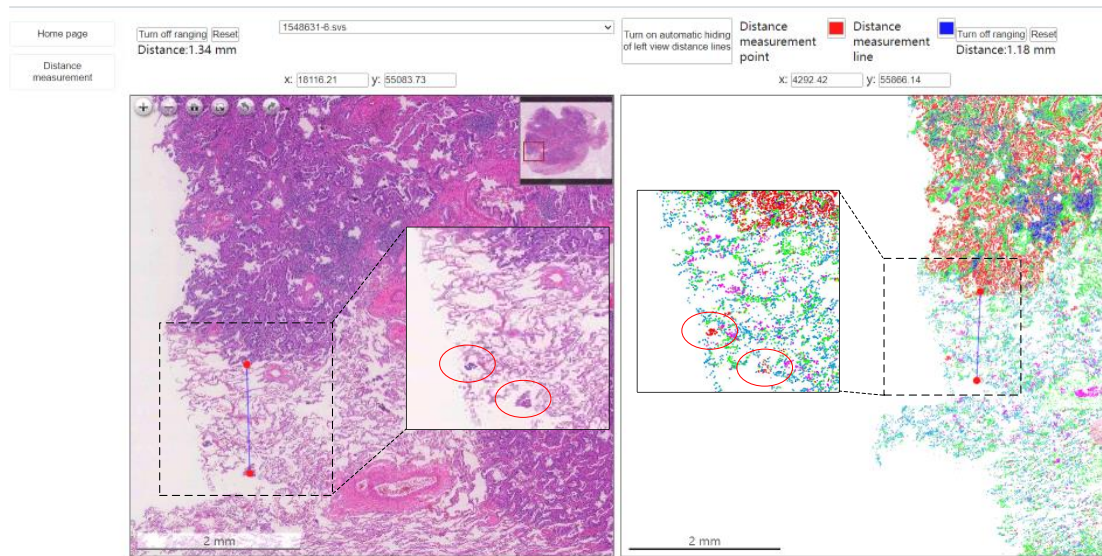 Home page
Distance
measurement
Turn off ranging Reset
Distance:1.34 mm
1548631-6.svs
x: 18116.21 y: 55083.73
Turn on automatic hiding
of left view distance lines
Distance
measurement
point
Distance
measurement
line
Turn off ranging Reset
Distance:1.18 mm
x: 4292.42 y: 55866.14
2 mm
2 mm